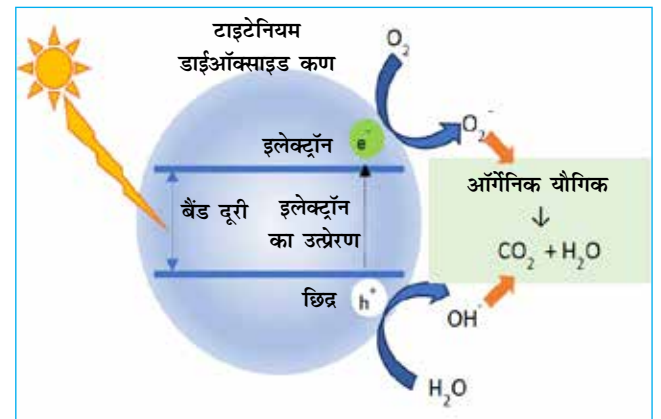 टाइटेनियम
डाईऑक्साइड कण
O₂
इलेक्ट्रॉन e⁻
O₂⁻
ऑर्गेनिक यौगिक
↓
CO₂ + H₂O
बैंड दूरी
इलेक्ट्रॉन
का उत्प्रेरण
छिद्र h⁺
OH·
H₂O